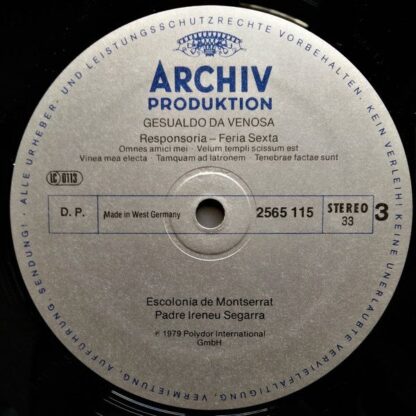 ALLE URHEBER- UND LEISTUNGSSCHUTZRECHTE VORBEHALTEN. KEIN VERLEIH! KEINE UNERLAUBTE VERVIELFÄLTIGUNG, VERMIETUNG, AUFFÜHRUNG, SENDUNG!
ARCHIV
PRODUKTION
GESUALDO DA VENOSA
Responsoria – Feria Sexta
Omnes amici mei · Velum templi scissum est
Vinea mea electa · Tamquam ad latronem · Tenebrae factae sunt
LC 0113
D. P. Made in West Germany 2565 115 STEREO 33 3
Escolonia de Montserrat
Padre Ireneu Segarra
℗ 1979 Polydor International
GmbH